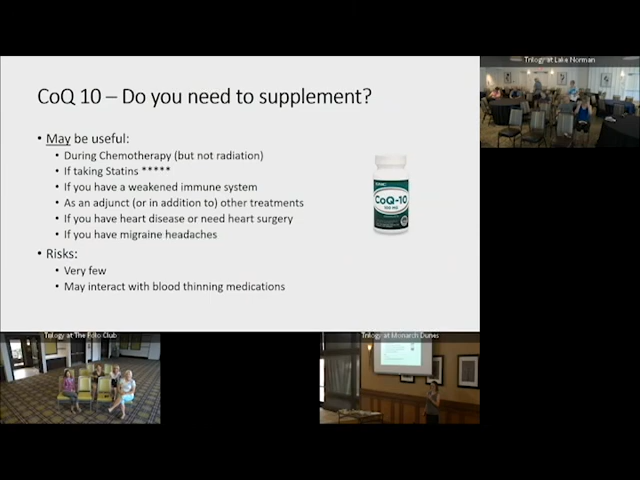 CoQ 10 – Do you need to supplement?
• May be useful:
• During Chemotherapy (but not radiation)
• If taking Statins *****
• If you have a weakened immune system
• As an adjunct (or in addition to) other treatments
• If you have heart disease or need heart surgery
• If you have migraine headaches
• Risks:
• Very few
• May interact with blood thinning medications
CoQ-10
Trilogy at Lake Norman
Trilogy at The Polo Club
Trilogy at Monarch Dunes